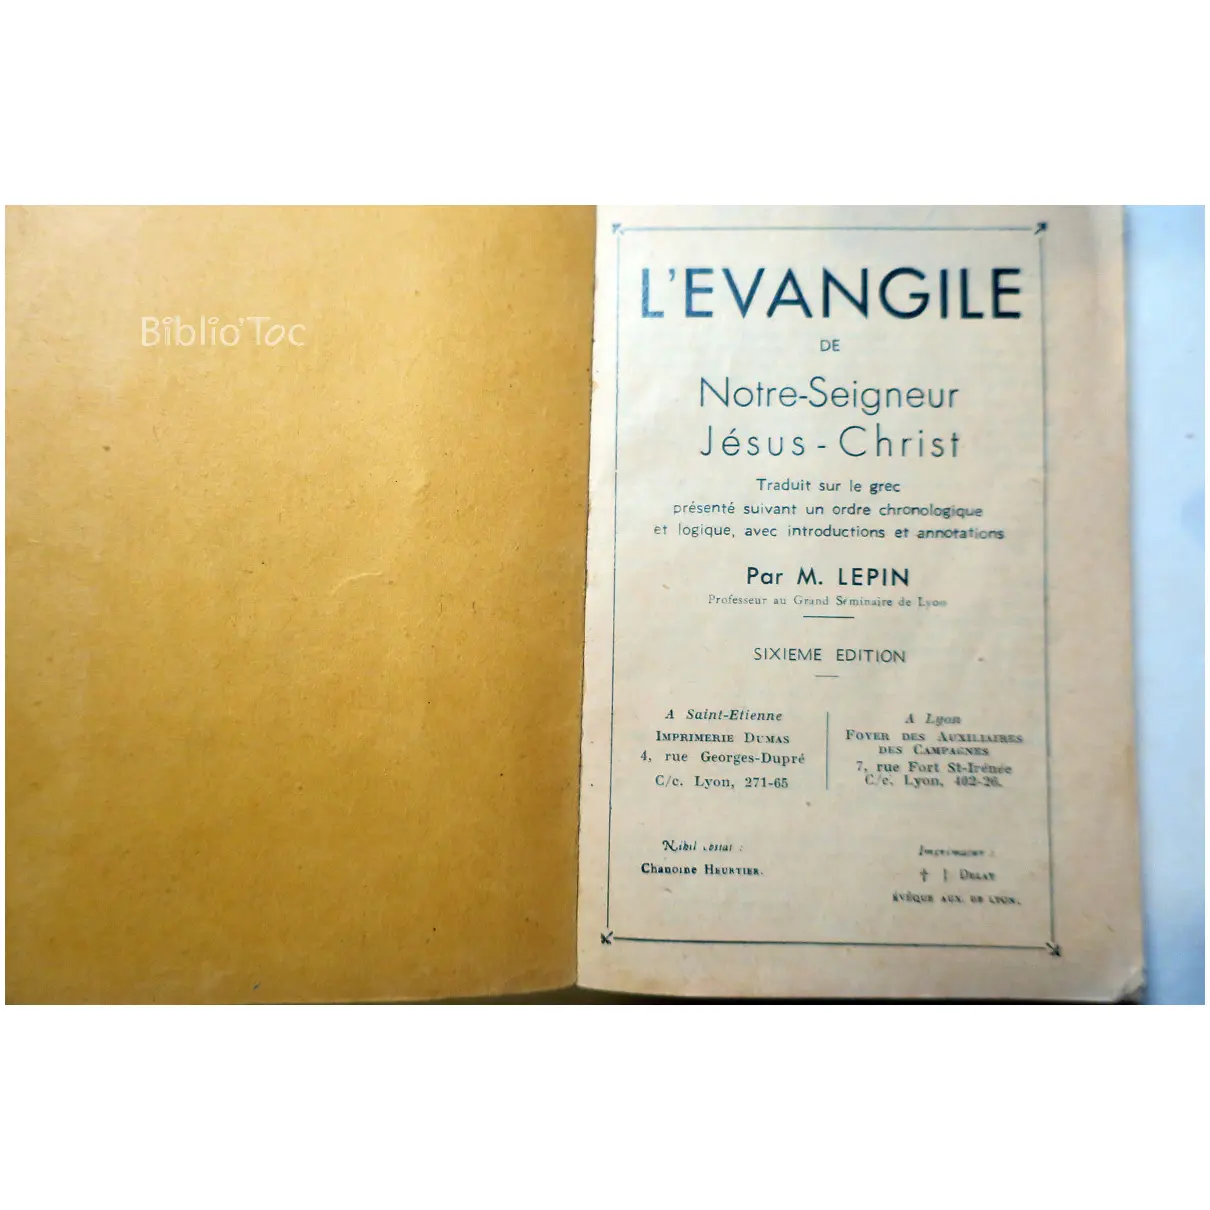 Biblio'Toc
L'EVANGILE
DE
Notre-Seigneur
Jésus - Christ
Traduit sur le grec
présenté suivant un ordre chronologique
et logique, avec introductions et annotations
Par M. LEPIN
Professeur au Grand Séminaire de Lyon
SIXIEME EDITION
A Saint-Etienne
IMPRIMERIE DUMAS
4, rue Georges-Dupré
C/c. Lyon, 271-65
A Lyon
FOYER DES AUXILIAIRES
DES CAMPAGNES
7, rue Fort St-Irénée
C/c. Lyon, 402-26.
Nihil obstat :
Chanoine HEURTIER.
Imprimatur :
† DELAY
ÉVÊQUE AUX. DE LYON.